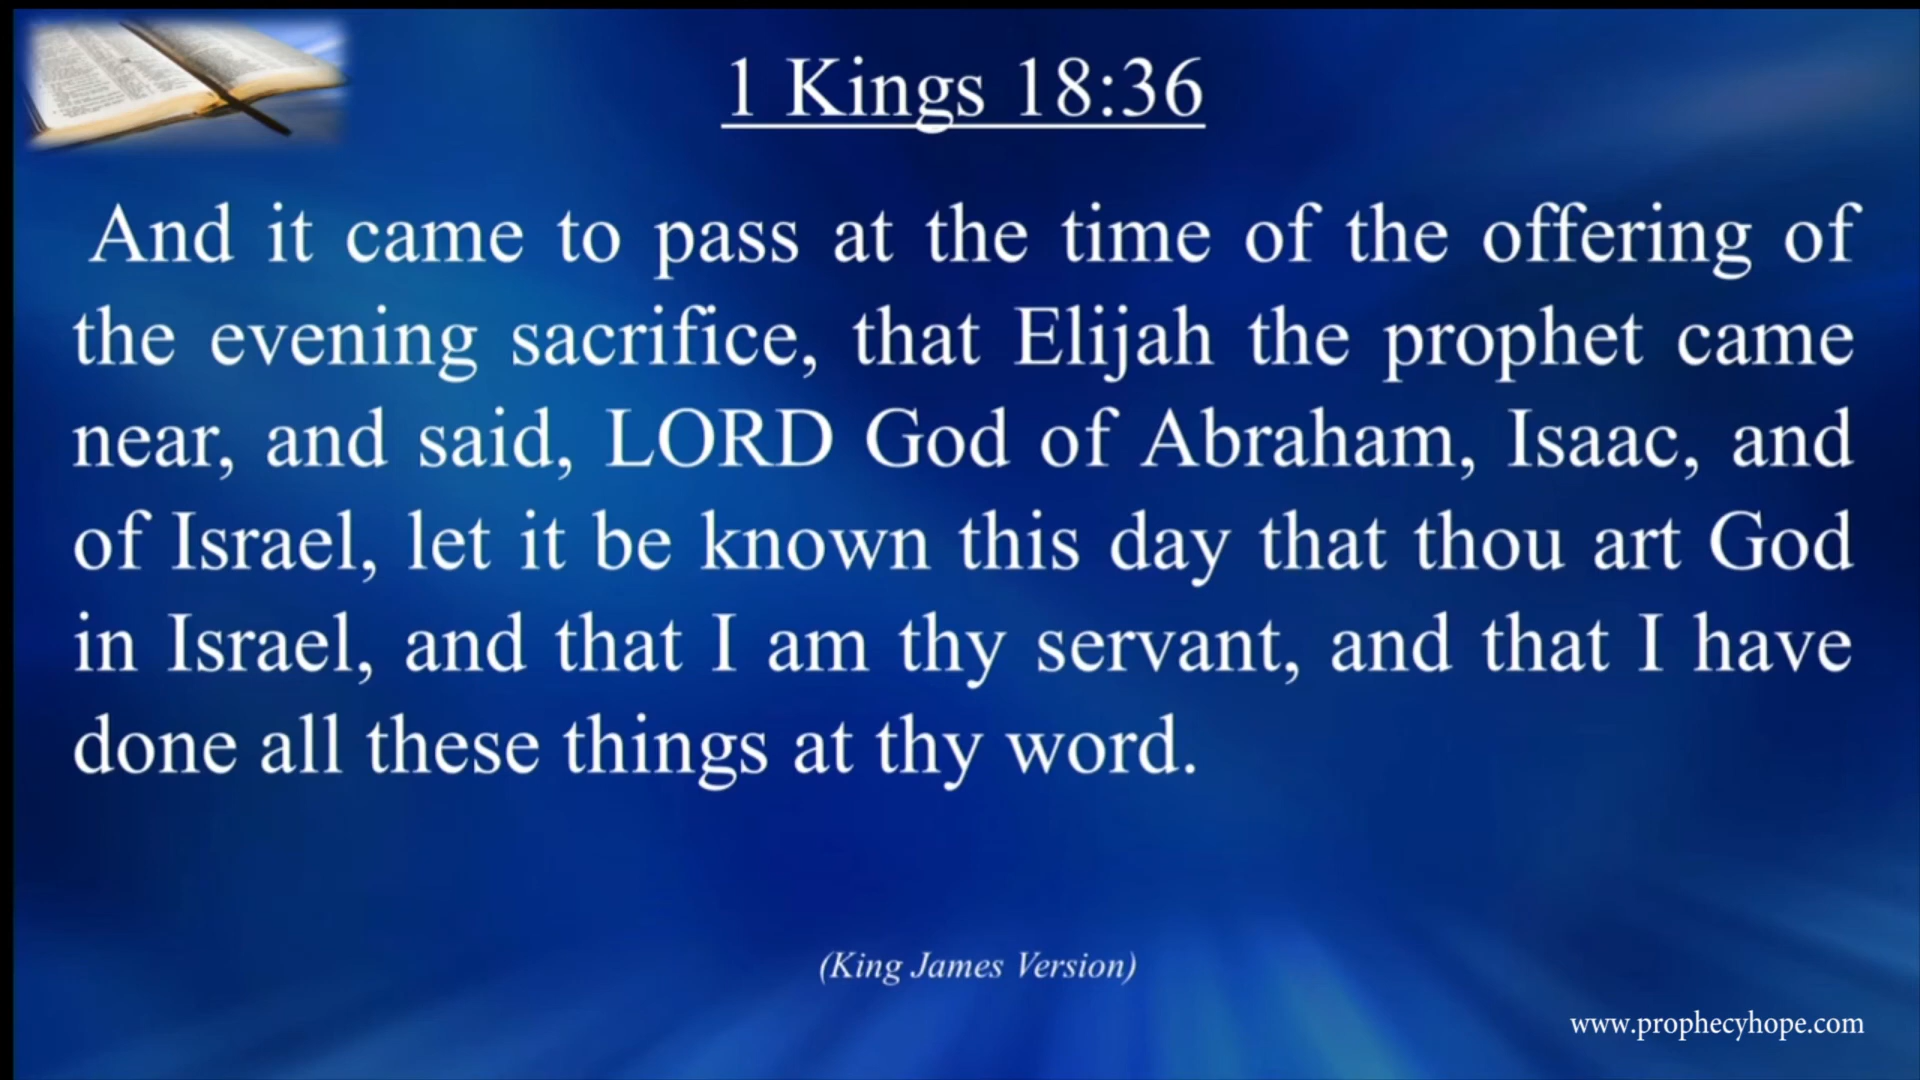 1 Kings 18:36
And it came to pass at the time of the offering of
the evening sacrifice, that Elijah the prophet came
near, and said, LORD God of Abraham, Isaac, and
of Israel, let it be known this day that thou art God
in Israel, and that I am thy servant, and that I have
done all these things at thy word.
(King James Version)
www.prophecyhope.com